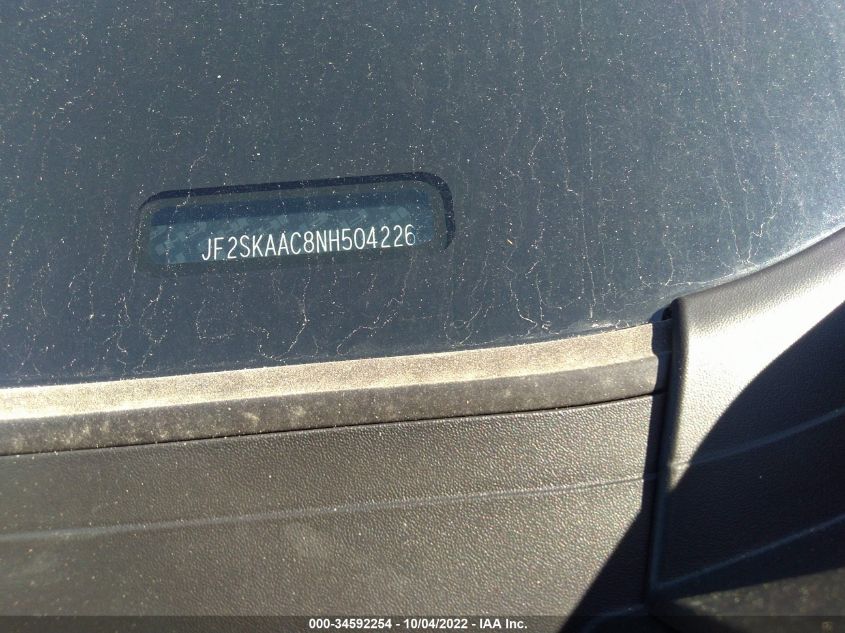 JF2SKAAC8NH504226
000-34592254 - 10/04/2022 - IAA Inc.